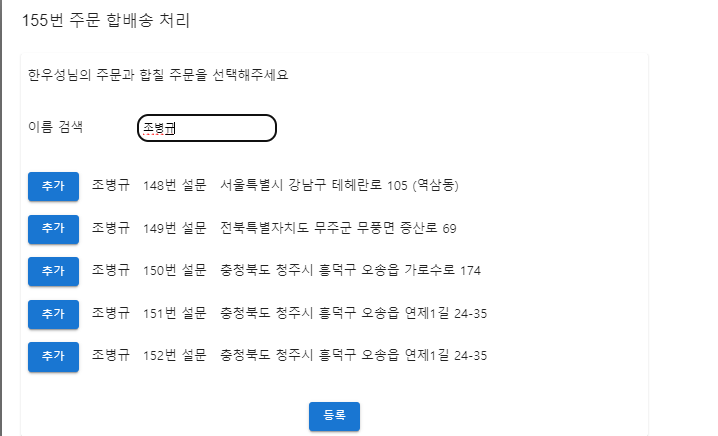 155번 주문 합배송 처리
한우성님의 주문과 합칠 주문을 선택해주세요
이름 검색 조병규
추가 조병규 148번 설문 서울특별시 강남구 테헤란로 105 (역삼동)
추가 조병규 149번 설문 전북특별자치도 무주군 무풍면 증산로 69
추가 조병규 150번 설문 충청북도 청주시 흥덕구 오송읍 가로수로 174
추가 조병규 151번 설문 충청북도 청주시 흥덕구 오송읍 연제1길 24-35
추가 조병규 152번 설문 충청북도 청주시 흥덕구 오송읍 연제1길 24-35
등록